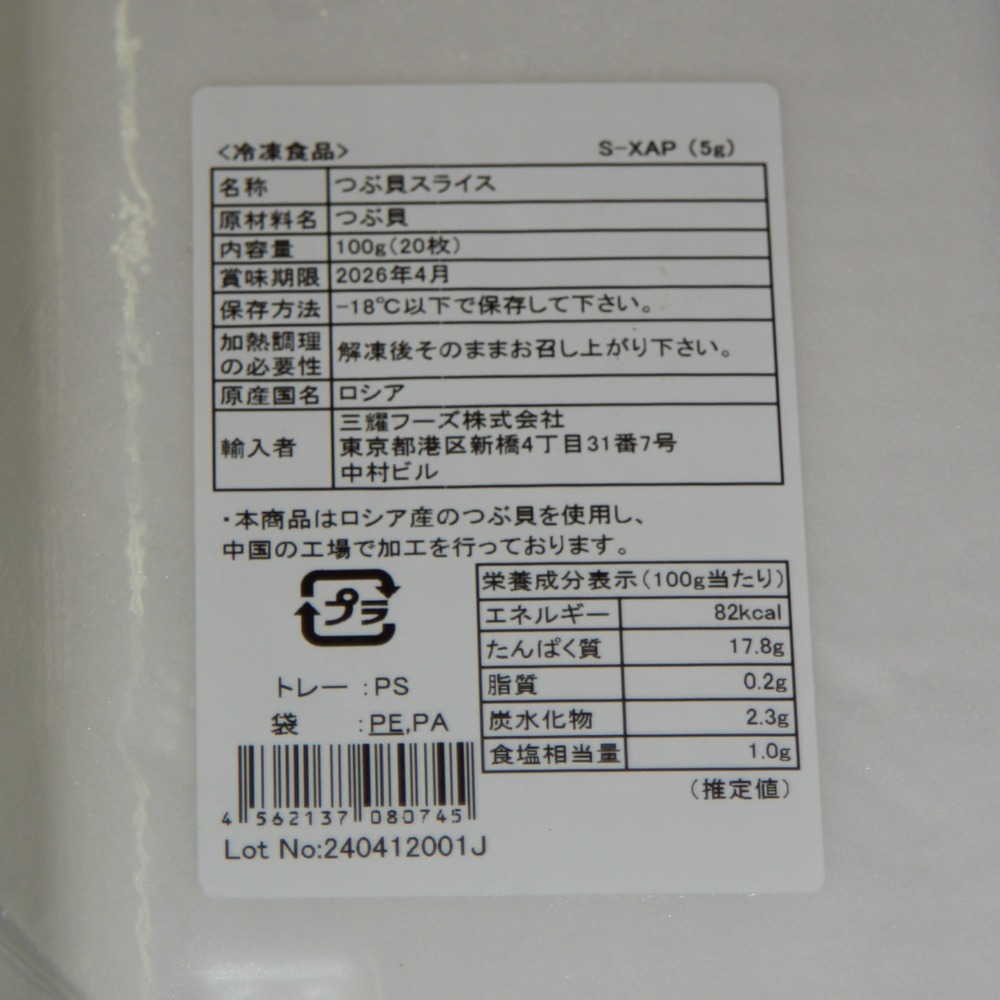 <冷凍食品> S-XAP (5g)
名称 つぶ貝スライス
原材料名 つぶ貝
内容量 100g(20枚)
賞味期限 2026年4月
保存方法 -18℃以下で保存して下さい。
加熱調理
の必要性 解凍後そのままお召し上がり下さい。
原産国名 ロシア
輸入者 三耀フーズ株式会社
東京都港区新橋4丁目31番7号
中村ビル
・本商品はロシア産のつぶ貝を使用し、
中国の工場で加工を行っております。
プラ
トレー :PS
袋 :PE,PA
栄養成分表示(100g当たり)
エネルギー 82kcal
たんぱく質 17.8g
脂質 0.2g
炭水化物 2.3g
食塩相当量 1.0g
(推定値)
4 562137 080745
Lot No:240412001J